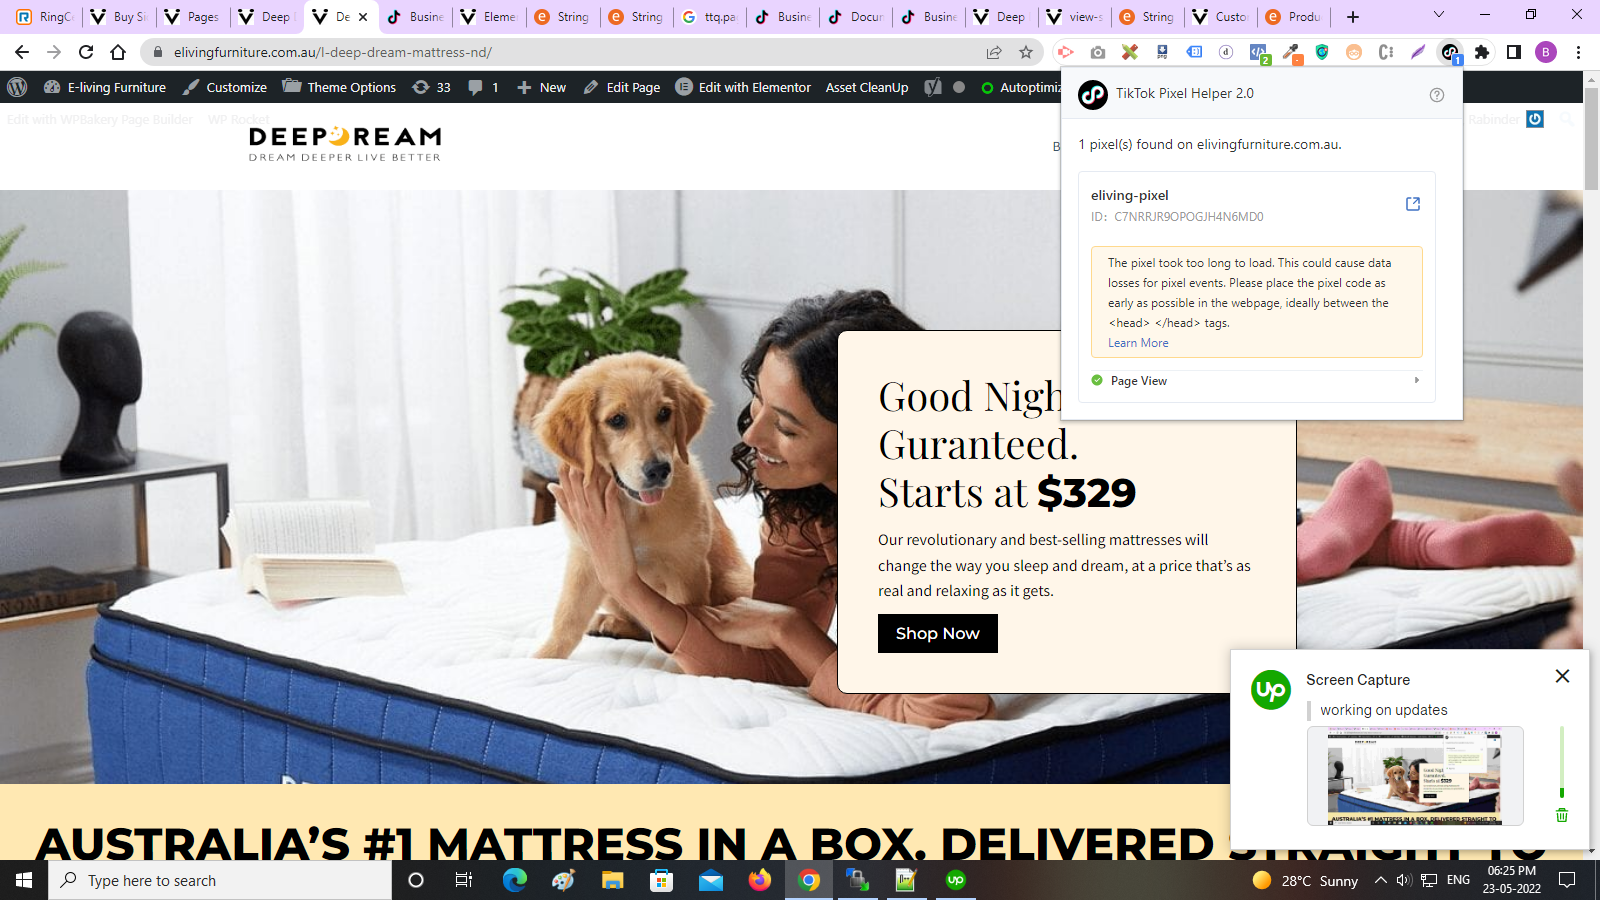 RingC
Buy Si
Pages
Deep
De
Busine
Eleme
String
String
ttq.pa
Busine
Docun
Busine
Deep
view-s
String
Custo
Produ
elivingfurniture.com.au/l-deep-dream-mattress-nd/
E-living Furniture
Customize
Theme Options
33
1
New
Edit Page
Edit with Elementor
Asset CleanUp
Autoptimiz
Edit with WPBakery Page Builder
WP Rocket
Rabinder
DEEP DREAM
DREAM DEEPER LIVE BETTER
B
TikTok Pixel Helper 2.0
1 pixel(s) found on elivingfurniture.com.au.
eliving-pixel
ID: C7NRRJR9OPOGJH4N6MD0
The pixel took too long to load. This could cause data
losses for pixel events. Please place the pixel code as
early as possible in the webpage, ideally between the
<head> </head> tags.
Learn More
Page View
Good Nigh
Guranteed.
Starts at $329
Our revolutionary and best-selling mattresses will
change the way you sleep and dream, at a price that's as
real and relaxing as it gets.
Shop Now
AUSTRALIA'S #1 MATTRESS IN A BOX. DELIVERED STRAIGHT TO
up
Screen Capture
working on updates
Type here to search
28°C Sunny
ENG
06:25 PM
23-05-2022